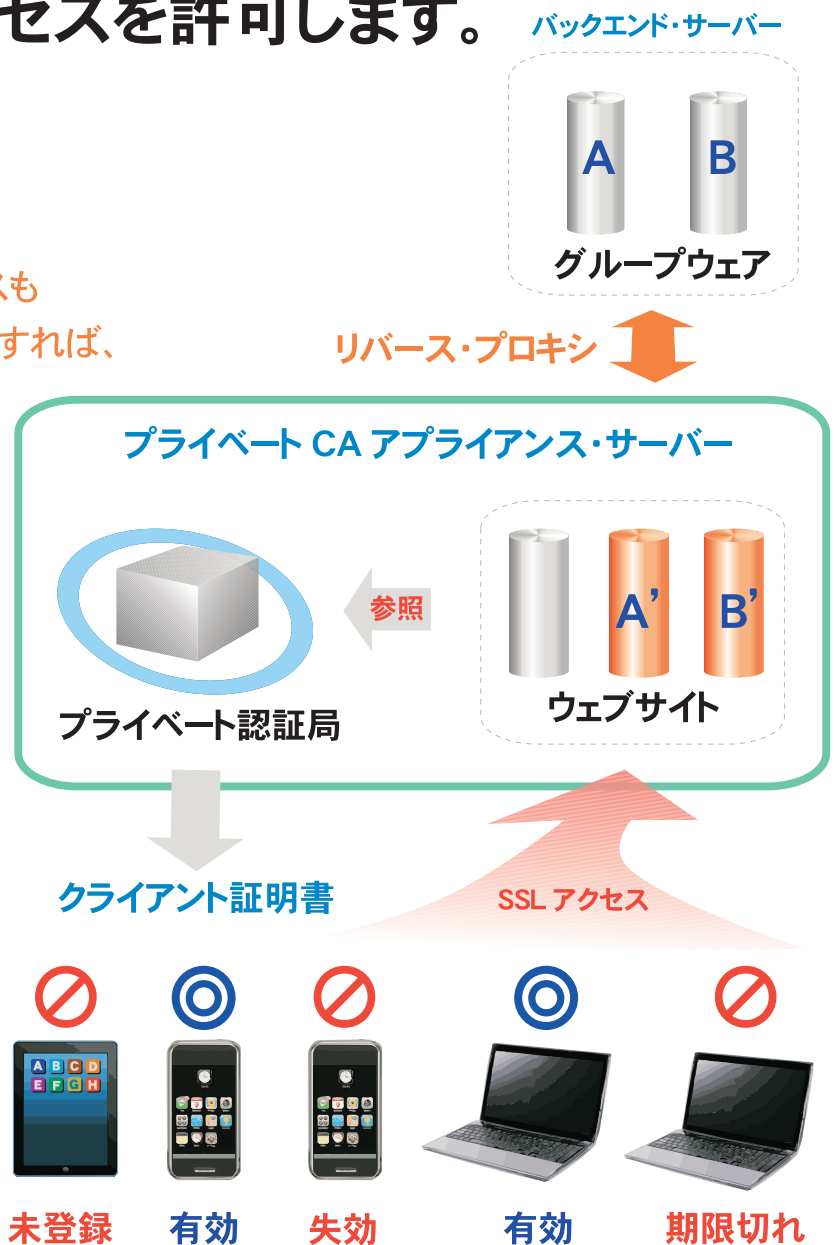 セスを許可します。
バックエンド・サーバー
A B
グループウェア
スも
すれば、
リバース・プロキシ
プライベート CA アプライアンス・サーバー
参照
A’ B’
プライベート認証局
ウェブサイト
クライアント証明書
SSL アクセス
A B C D
E F G H
未登録 有効 失効 有効 期限切れ